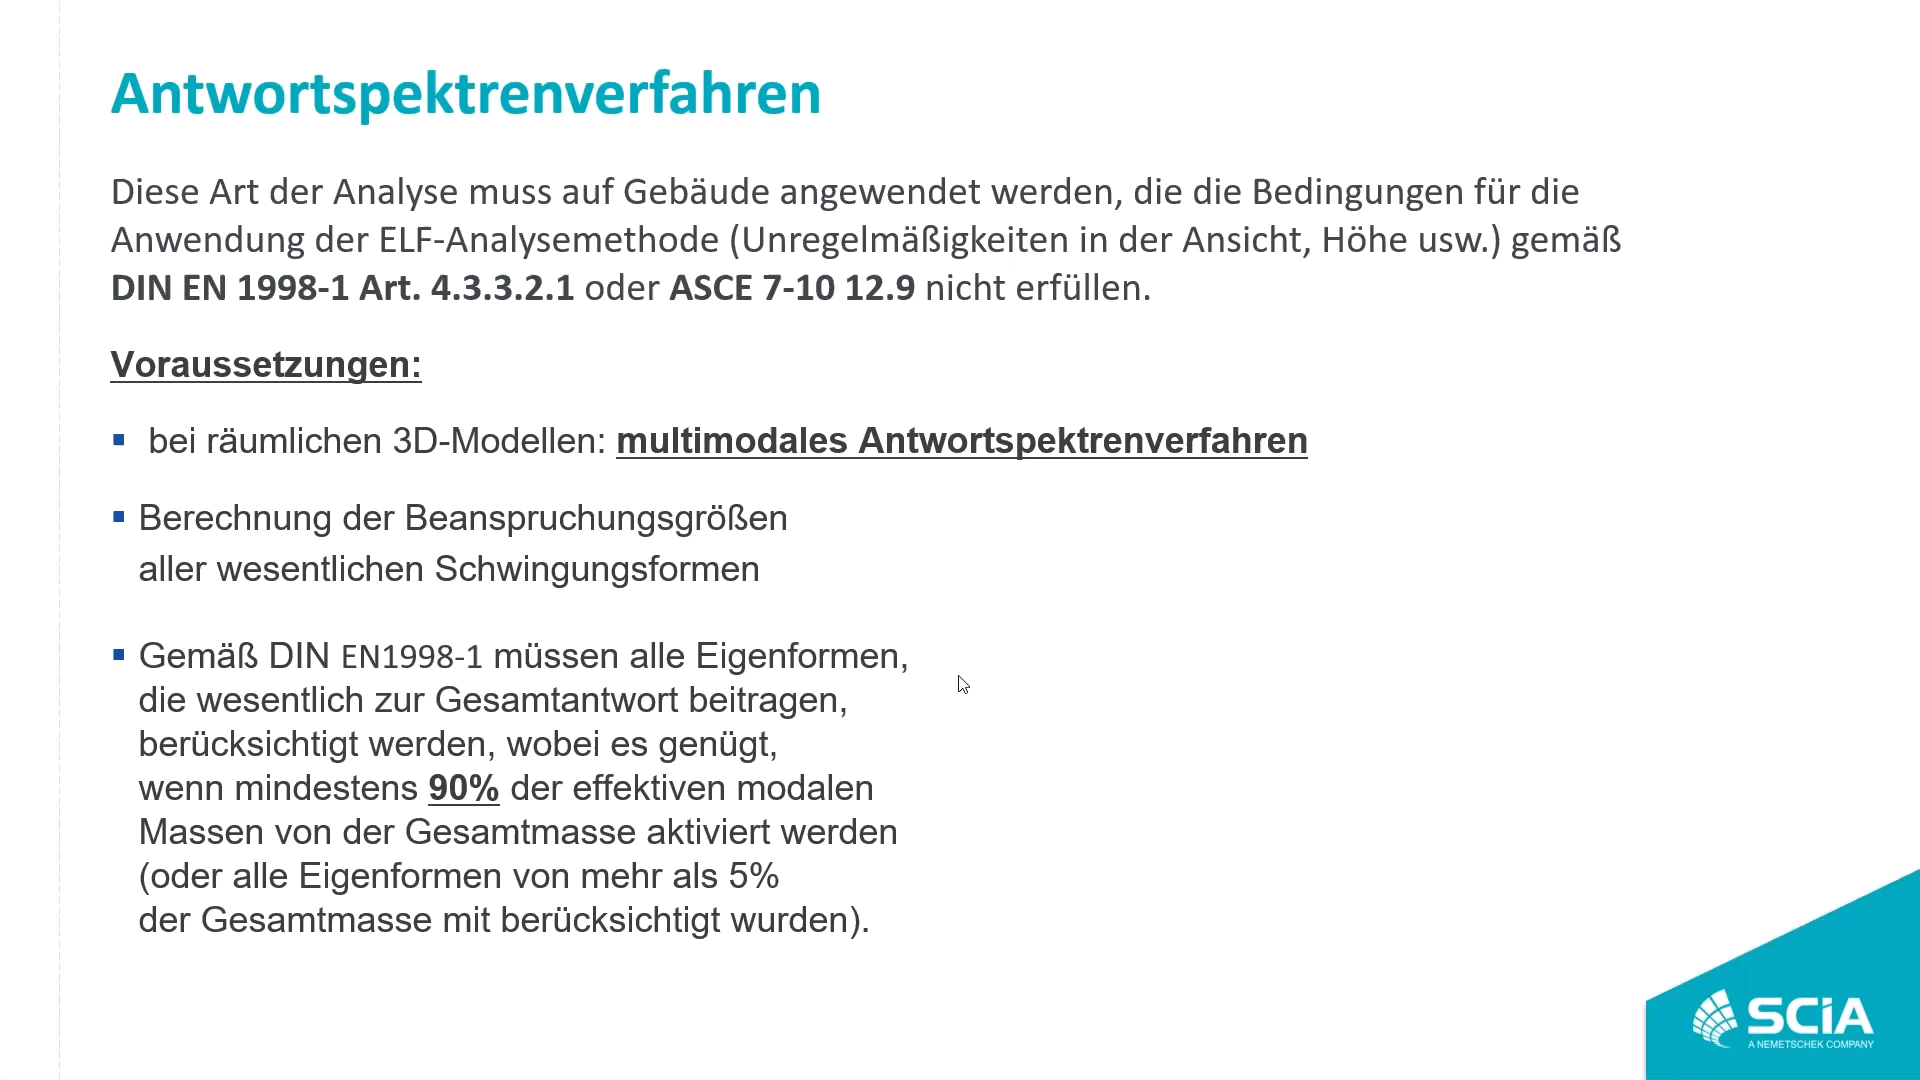 Antwortspektrenverfahren
Diese Art der Analyse muss auf Gebäude angewendet werden, die die Bedingungen für die
Anwendung der ELF-Analysemethode (Unregelmäßigkeiten in der Ansicht, Höhe usw.) gemäß
DIN EN 1998-1 Art. 4.3.3.2.1 oder ASCE 7-10 12.9 nicht erfüllen.
Voraussetzungen:
▪ bei räumlichen 3D-Modellen: multimodales Antwortspektrenverfahren
▪ Berechnung der Beanspruchungsgrößen
aller wesentlichen Schwingungsformen
▪ Gemäß DIN EN1998-1 müssen alle Eigenformen,
die wesentlich zur Gesamtantwort beitragen,
berücksichtigt werden, wobei es genügt,
wenn mindestens 90% der effektiven modalen
Massen von der Gesamtmasse aktiviert werden
(oder alle Eigenformen von mehr als 5%
der Gesamtmasse mit berücksichtigt wurden).
SCiA
A NEMETSCHEK COMPANY